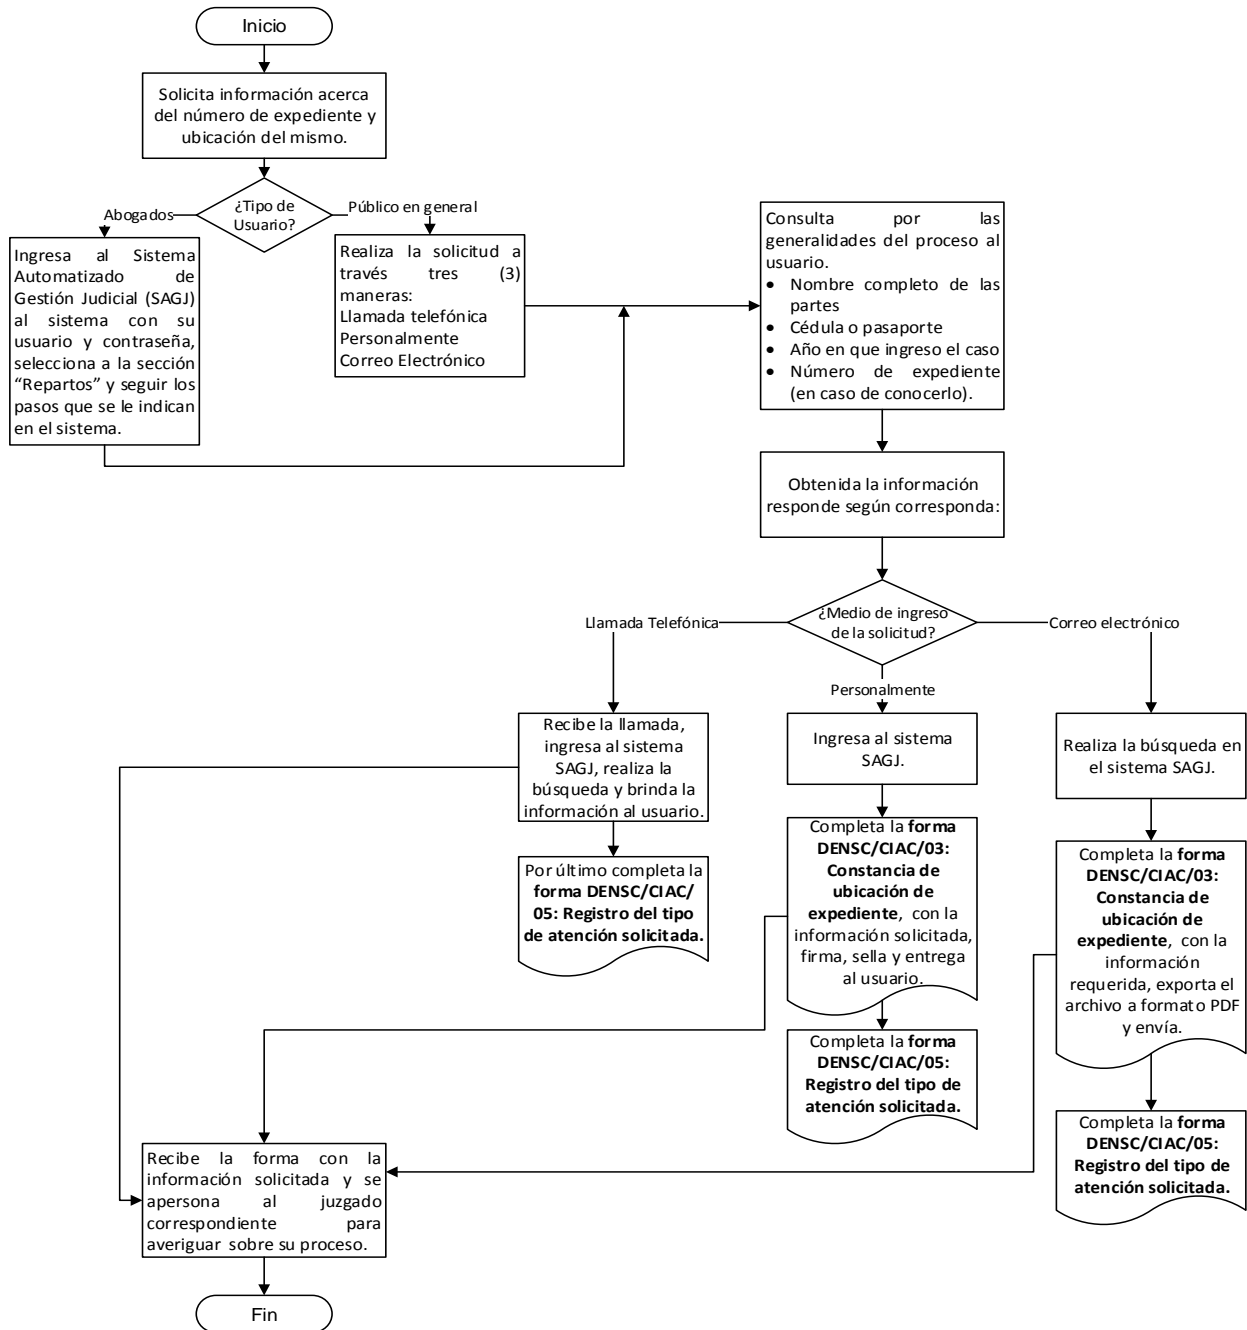 Inicio
Solicita información acerca
del número de expediente y
ubicación del mismo.
¿Tipo de
Usuario?
Abogados
Público en general
Ingresa al Sistema
Automatizado de
Gestión Judicial (SAGJ)
al sistema con su
usuario y contraseña,
selecciona a la sección
“Repartos” y seguir los
pasos que se le indican
en el sistema.
Realiza la solicitud a
través tres (3)
maneras:
Llamada telefónica
Personalmente
Correo Electrónico
Consulta por las
generalidades del proceso al
usuario.
• Nombre completo de las
partes
• Cédula o pasaporte
• Año en que ingreso el caso
• Número de expediente
(en caso de conocerlo).
Obtenida la información
responde según corresponda:
¿Medio de ingreso
de la solicitud?
Llamada Telefónica
Personalmente
Correo electrónico
Recibe la llamada,
ingresa al sistema
SAGJ, realiza la
búsqueda y brinda la
información al usuario.
Por último completa la
forma DENSC/CIAC/
05: Registro del tipo
de atención solicitada.
Ingresa al sistema
SAGJ.
Completa la forma
DENSC/CIAC/03:
Constancia de
ubicación de
expediente, con la
información solicitada,
firma, sella y entrega
al usuario.
Completa la forma
DENSC/CIAC/05:
Registro del tipo de
atención solicitada.
Realiza la búsqueda en
el sistema SAGJ.
Completa la forma
DENSC/CIAC/03:
Constancia de
ubicación de
expediente, con la
información
requerida, exporta el
archivo a formato PDF
y envía.
Completa la forma
DENSC/CIAC/05:
Registro del tipo de
atención solicitada.
Recibe la forma con la
información solicitada y se
apersona al juzgado
correspondiente para
averiguar sobre su proceso.
Fin